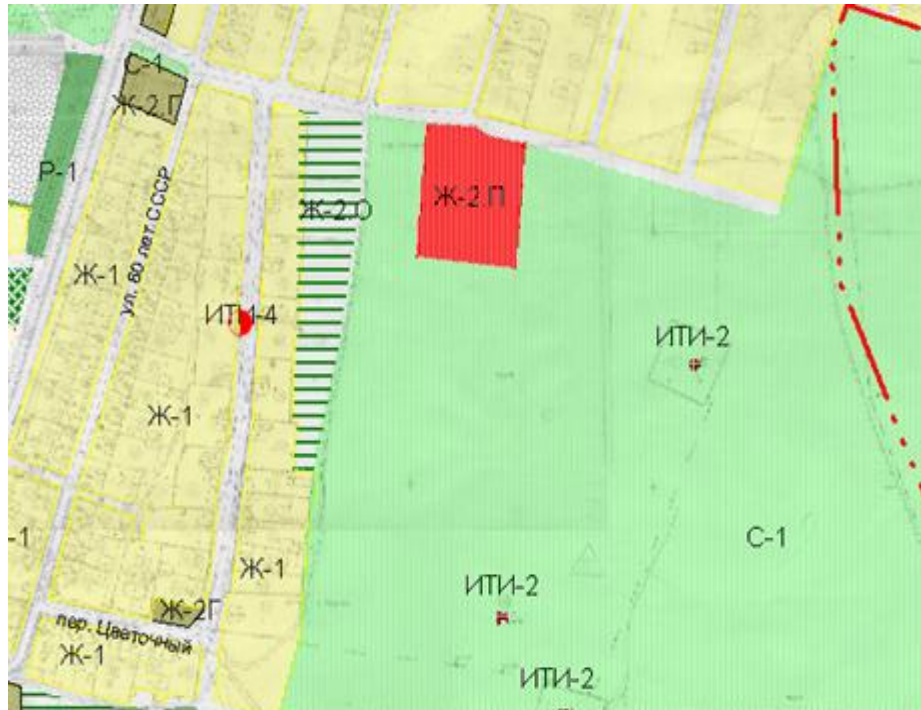 С-4
Ж-2.Г
Р-1
Ж-2.П
Ж-2.О
ул. 60 лет.СССР
Ж-1
ИТИ-4
ИТИ-2
Ж-1
С-1
-1
Ж-1
ИТИ-2
Ж-2Г
пер. Цветочный
Ж-1
ИТИ-2